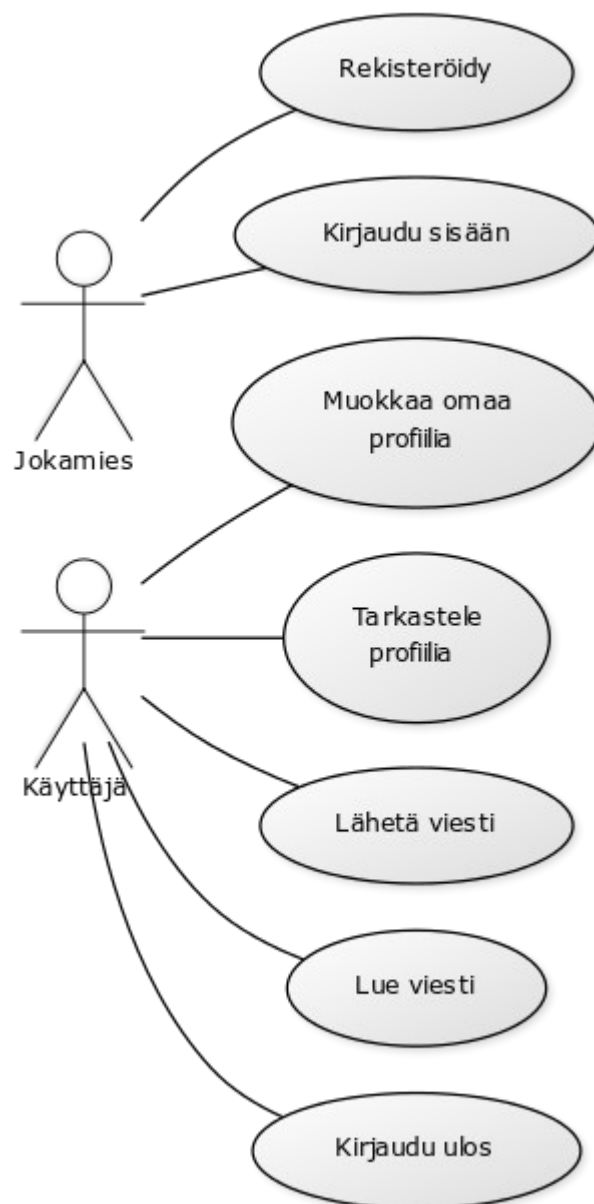 Rekisteröidy
Kirjaudu sisään
Jokamies
Muokkaa omaa
profiilia
Tarkastele
profiilia
Käyttäjä
Lähetä viesti
Lue viesti
Kirjaudu ulos